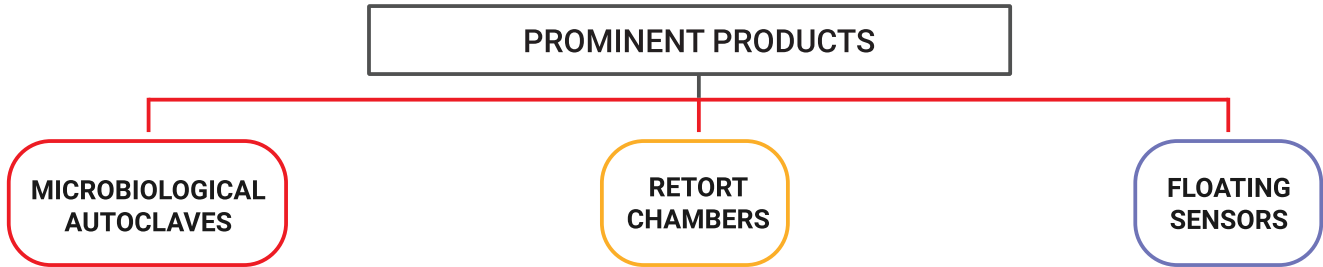 PROMINENT PRODUCTS
MICROBIOLOGICAL
AUTOCLAVES
RETORT
CHAMBERS
FLOATING
SENSORS